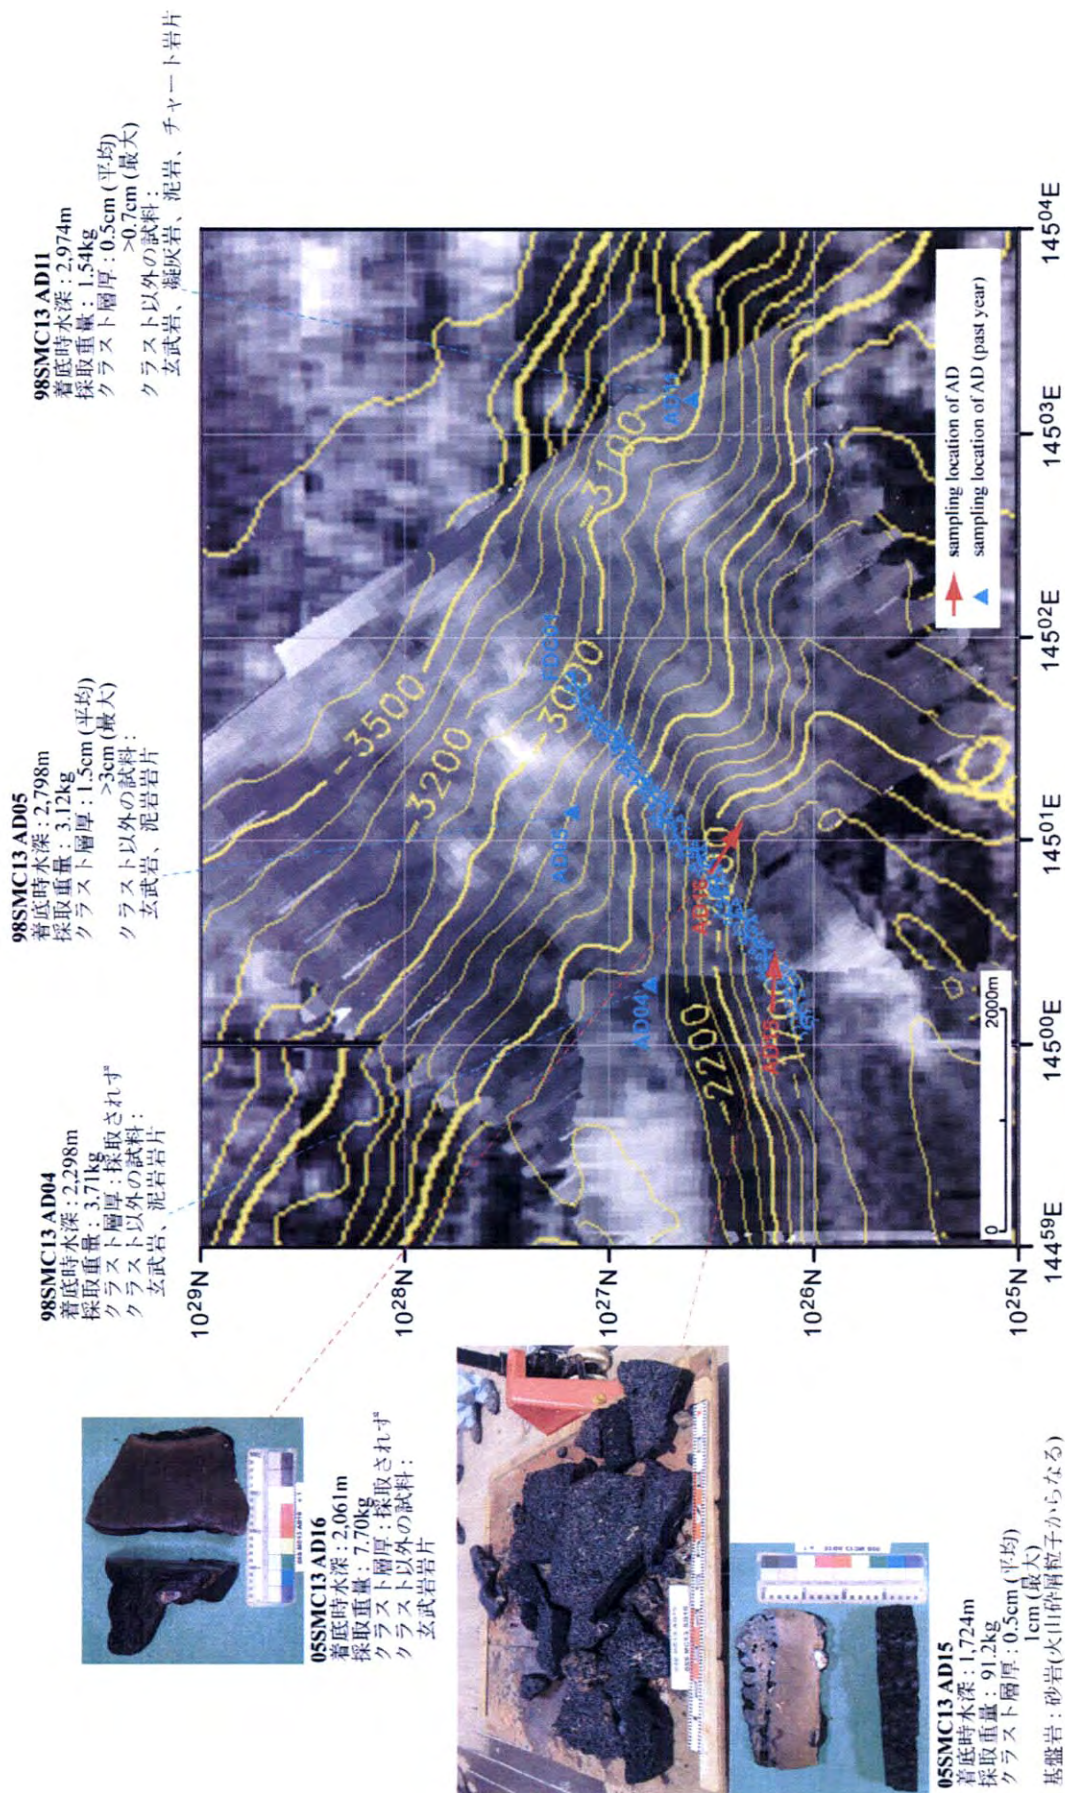 98SMC13 AD04
着底時水深 : 2,298m
採取重量 : 3.71kg
クラスト層厚 : 採取されず
クラスト以外の試料 :
玄武岩、泥岩岩片
98SMC13 AD05
着底時水深 : 2,798m
採取重量 : 3.12kg
クラスト層厚 : 1.5cm (平均)
>3cm (最大)
クラスト以外の試料 :
玄武岩、泥岩岩片
98SMC13 AD11
着底時水深 : 2,974m
採取重量 : 1.54kg
クラスト層厚 : 0.5cm (平均)
>0.7cm (最大)
クラスト以外の試料 :
玄武岩、凝灰岩、泥岩、チャート岩片
05SMC13 AD16
着底時水深 : 2,061m
採取重量 : 7.70kg
クラスト層厚 : 採取されず
クラスト以外の試料 :
玄武岩岩片
05SMC13 AD15
着底時水深 : 1,724m
採取重量 : 91.2kg
クラスト層厚 : 0.5cm (平均)
1cm (最大)
基盤岩 : 砂岩(火山砕屑粒子からなる)
1029N
1028N
1027N
1026N
1025N
-3500
-3200
-3000
-3100
-2200
AD05
AD04
AD11
AD16
AD15
FDC01
0
2000m
sampling location of AD
sampling location of AD (past year)
14459E
14500E
14501E
14502E
14503E
14504E